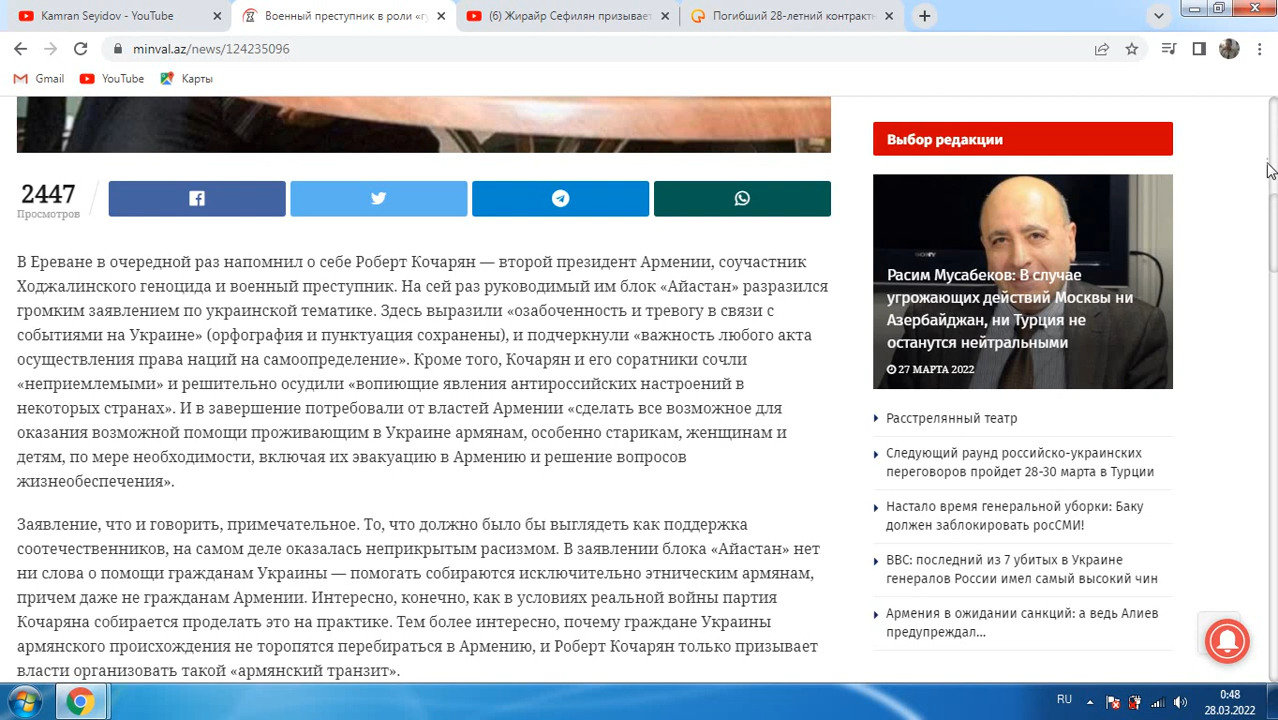 Kamran Seyidov - YouTube
Военный преступник в роли «г
(6) Жирайр Сефилян призывает
Погибший 28-летний контрактн
minval.az/news/124235096
Gmail
YouTube
Карты
2447
Просмотров
В Ереване в очередной раз напомнил о себе Роберт Кочарян — второй президент Армении, соучастник
Ходжалинского геноцида и военный преступник. На сей раз руководимый им блок «Айастан» разразился
громким заявлением по украинской тематике. Здесь выразили «озабоченность и тревогу в связи с
событиями на Украине» (орфография и пунктуация сохранены), и подчеркнули «важность любого акта
осуществления права наций на самоопределение». Кроме того, Кочарян и его соратники сочли
«неприемлемыми» и решительно осудили «вопиющие явления антироссийских настроений в
некоторых странах». И в завершение потребовали от властей Армении «сделать все возможное для
оказания возможной помощи проживающим в Украине армянам, особенно старикам, женщинам и
детям, по мере необходимости, включая их эвакуацию в Армению и решение вопросов
жизнеобеспечения».
Заявление, что и говорить, примечательное. То, что должно было бы выглядеть как поддержка
соотечественников, на самом деле оказалась неприкрытым расизмом. В заявлении блока «Айастан» нет
ни слова о помощи гражданам Украины — помогать собираются исключительно этническим армянам,
причем даже не гражданам Армении. Интересно, конечно, как в условиях реальной войны партия
Кочаряна собирается проделать это на практике. Тем более интересно, почему граждане Украины
армянского происхождения не торопятся перебираться в Армению, и Роберт Кочарян только призывает
власти организовать такой «армянский транзит».
Выбор редакции
SONY
Расим Мусабеков: В случае
угрожающих действий Москвы ни
Азербайджан, ни Турция не
останутся нейтральными
27 МАРТА 2022
Расстрелянный театр
Следующий раунд российско-украинских
переговоров пройдет 28-30 марта в Турции
Настало время генеральной уборки: Баку
должен заблокировать росСМИ!
BBC: последний из 7 убитых в Украине
генералов России имел самый высокий чин
Армения в ожидании санкций: а ведь Алиев
предупреждал…
RU
0:48
28.03.2022